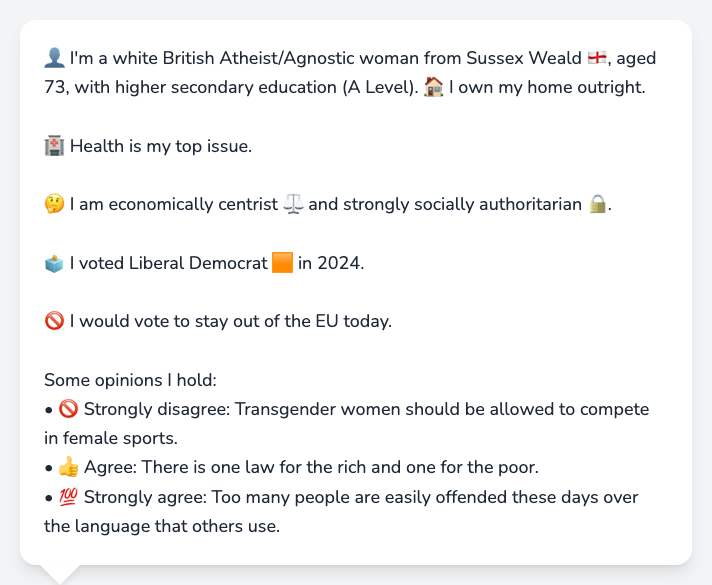 👤 I'm a white British Atheist/Agnostic woman from Sussex Weald 🏴󠁧󠁢󠁥󠁮󠁧󠁿, aged
73, with higher secondary education (A Level). 🏠 I own my home outright.
🏥 Health is my top issue.
🤔 I am economically centrist ⚖️ and strongly socially authoritarian 🔒.
🗳️ I voted Liberal Democrat 🟧 in 2024.
🚫 I would vote to stay out of the EU today.
Some opinions I hold:
• 🚫 Strongly disagree: Transgender women should be allowed to compete
in female sports.
• 👍 Agree: There is one law for the rich and one for the poor.
• 💯 Strongly agree: Too many people are easily offended these days over
the language that others use.